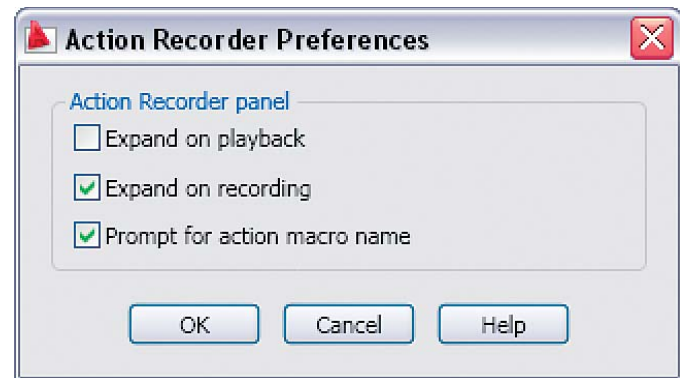 Action Recorder Preferences
Action Recorder panel
Expand on playback
Expand on recording
Prompt for action macro name
OK Cancel Help